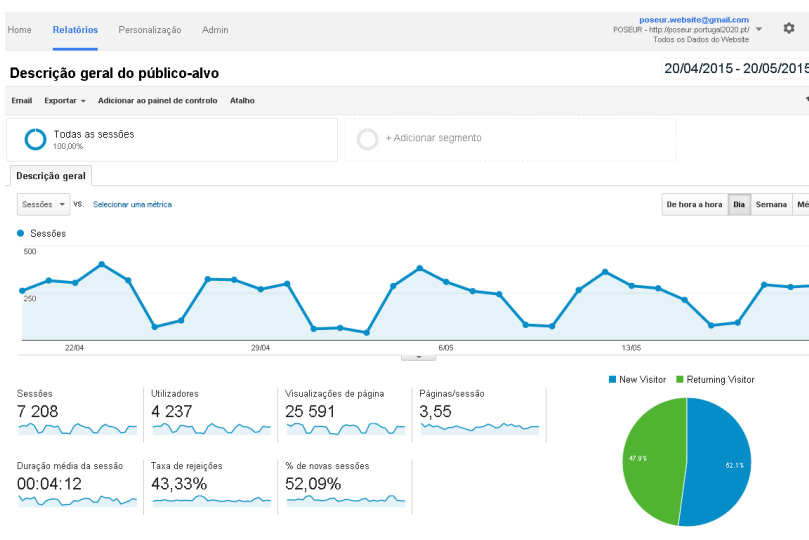 poseur.website@gmail.com
Home Relatórios Personalização Admin
POSEUR - http://poseur.portugal2020.pt/
Todos os Dados do Website
Descrição geral do público-alvo
20/04/2015 - 20/05/2015
Email Exportar Adicionar ao painel de controlo Atalho
Todas as sessões
100,00%
+ Adicionar segmento
Descrição geral
Sessões VS. Selecionar uma métrica
De hora a hora Dia Semana Mê
Sessões
500
250
22/04 29/04 6/05 13/05
New Visitor Returning Visitor
Sessões Utilizadores Visualizações de página Páginas/sessão
7 208 4 237 25 591 3,55
47.9% 52.1%
Duração média da sessão Taxa de rejeições % de novas sessões
00:04:12 43,33% 52,09%